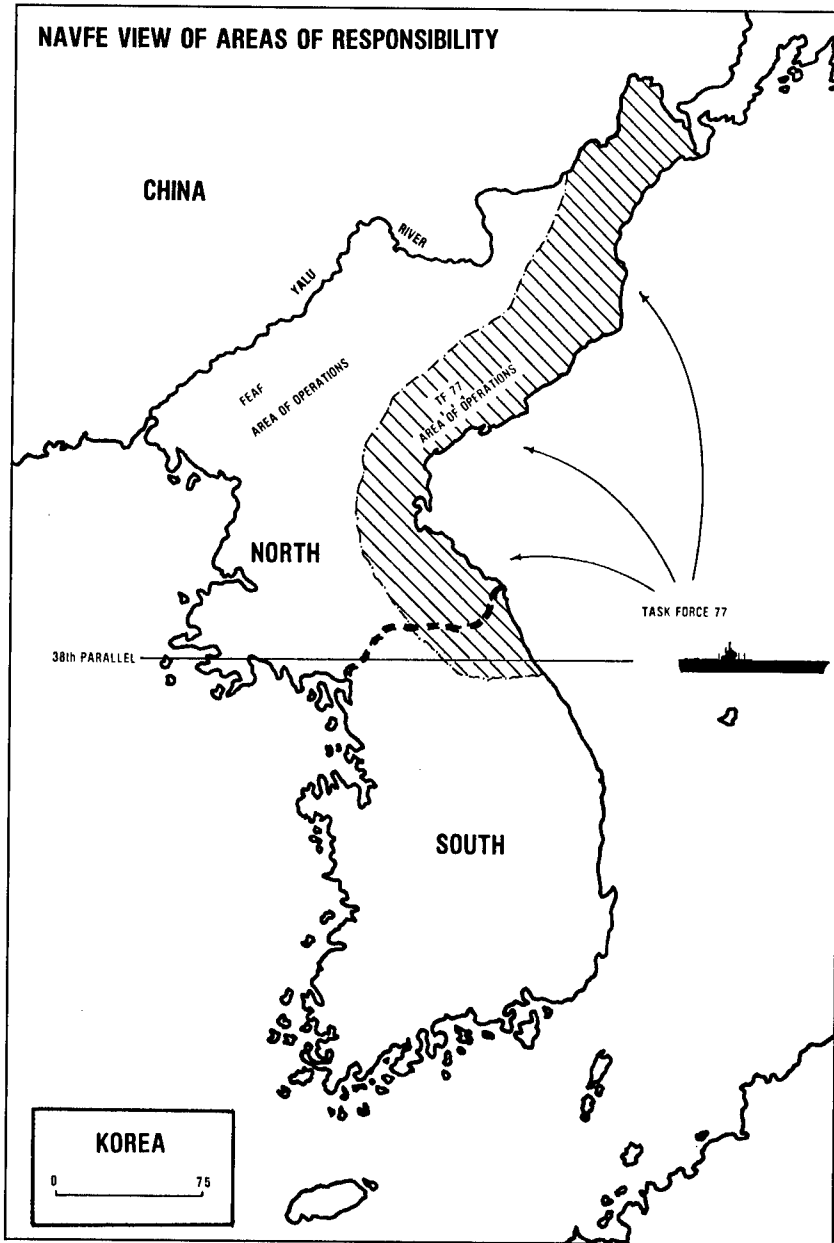 NAVFE VIEW OF AREAS OF RESPONSIBILITY
CHINA
YALU
RIVER
FEAF
AREA OF OPERATIONS
TF 77
AREA OF OPERATIONS
NORTH
TASK FORCE 77
38th PARALLEL
SOUTH
KOREA
0 75